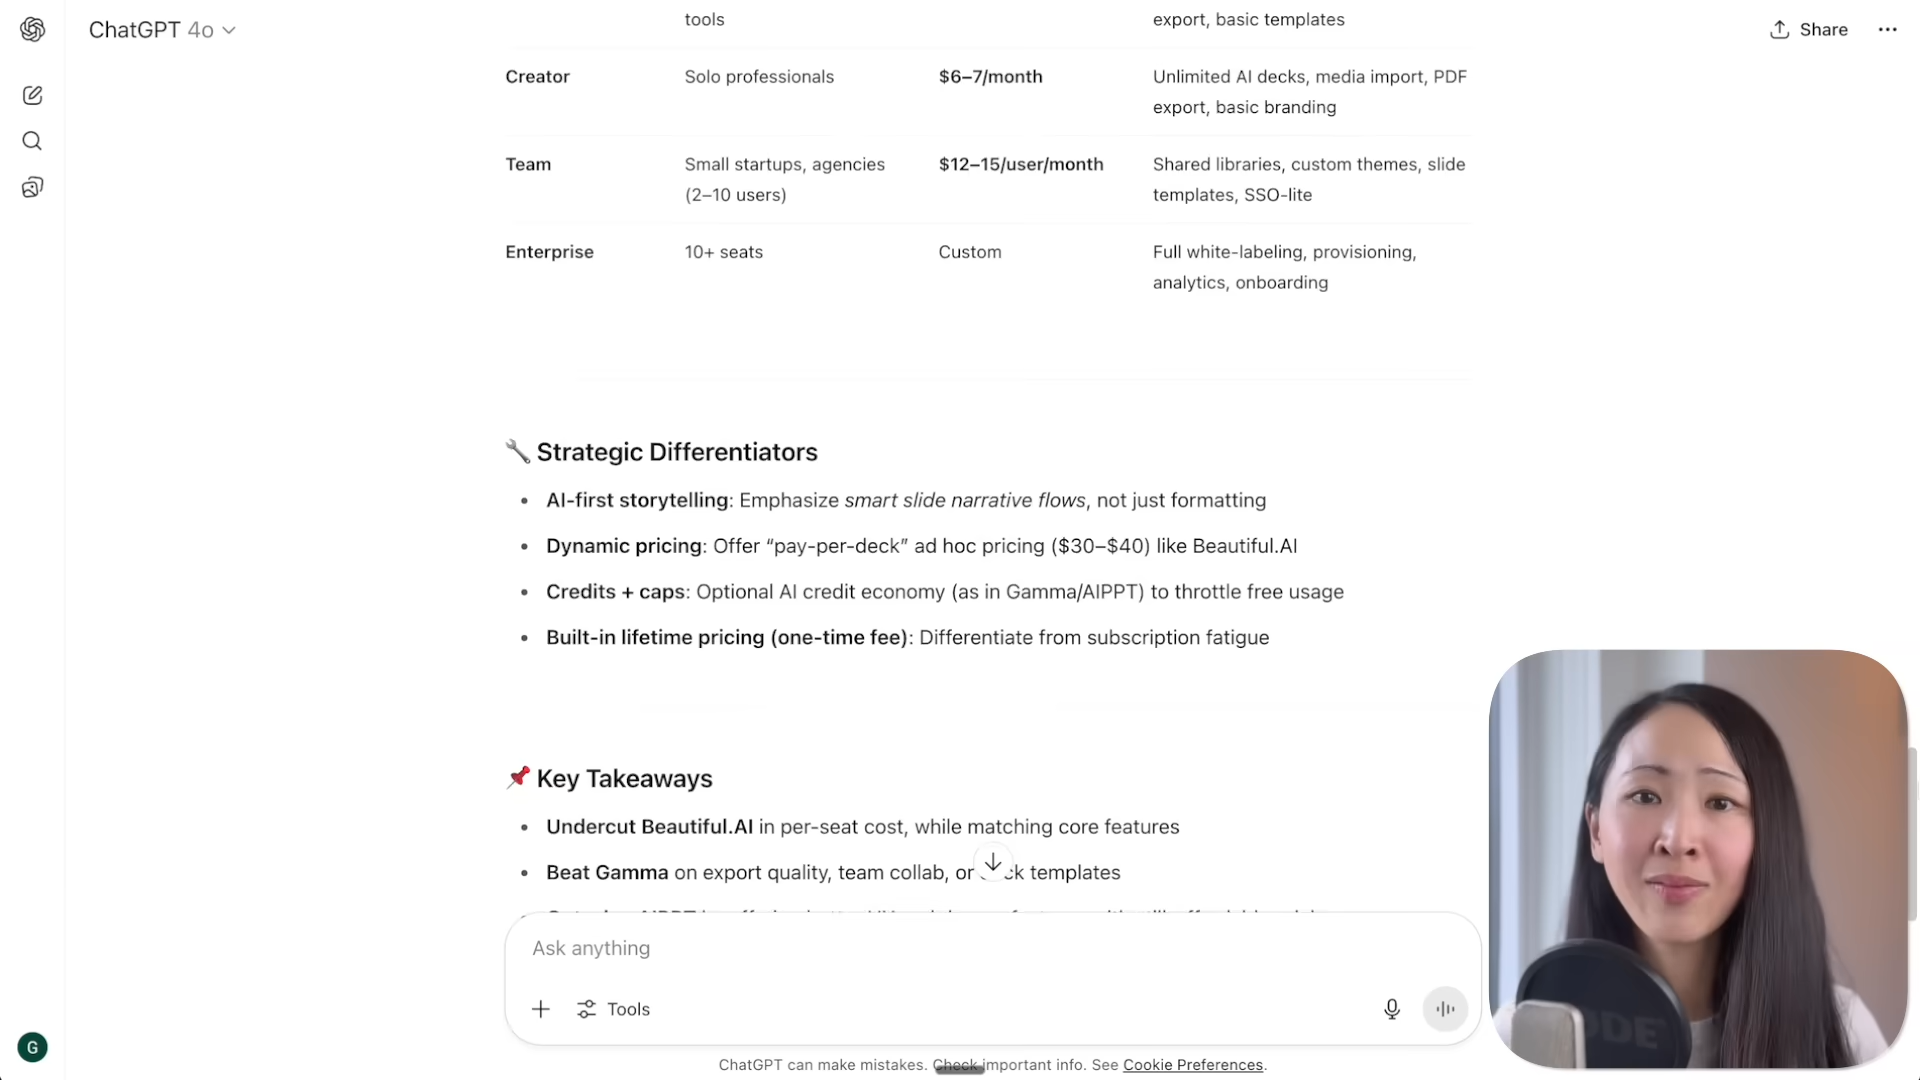 ChatGPT 4o
Share
tools
export, basic templates
Creator
Solo professionals
$6–7/month
Unlimited AI decks, media import, PDF
export, basic branding
Team
Small startups, agencies
(2–10 users)
$12–15/user/month
Shared libraries, custom themes, slide
templates, SSO-lite
Enterprise
10+ seats
Custom
Full white-labeling, provisioning,
analytics, onboarding
Strategic Differentiators
AI-first storytelling: Emphasize smart slide narrative flows, not just formatting
Dynamic pricing: Offer “pay-per-deck” ad hoc pricing ($30–$40) like Beautiful.AI
Credits + caps: Optional AI credit economy (as in Gamma/AIPPT) to throttle free usage
Built-in lifetime pricing (one-time fee): Differentiate from subscription fatigue
Key Takeaways
Undercut Beautiful.AI in per-seat cost, while matching core features
Beat Gamma on export quality, team collab, or templates
Ask anything
Tools
G
ChatGPT can make mistakes. Check important info. See Cookie Preferences.